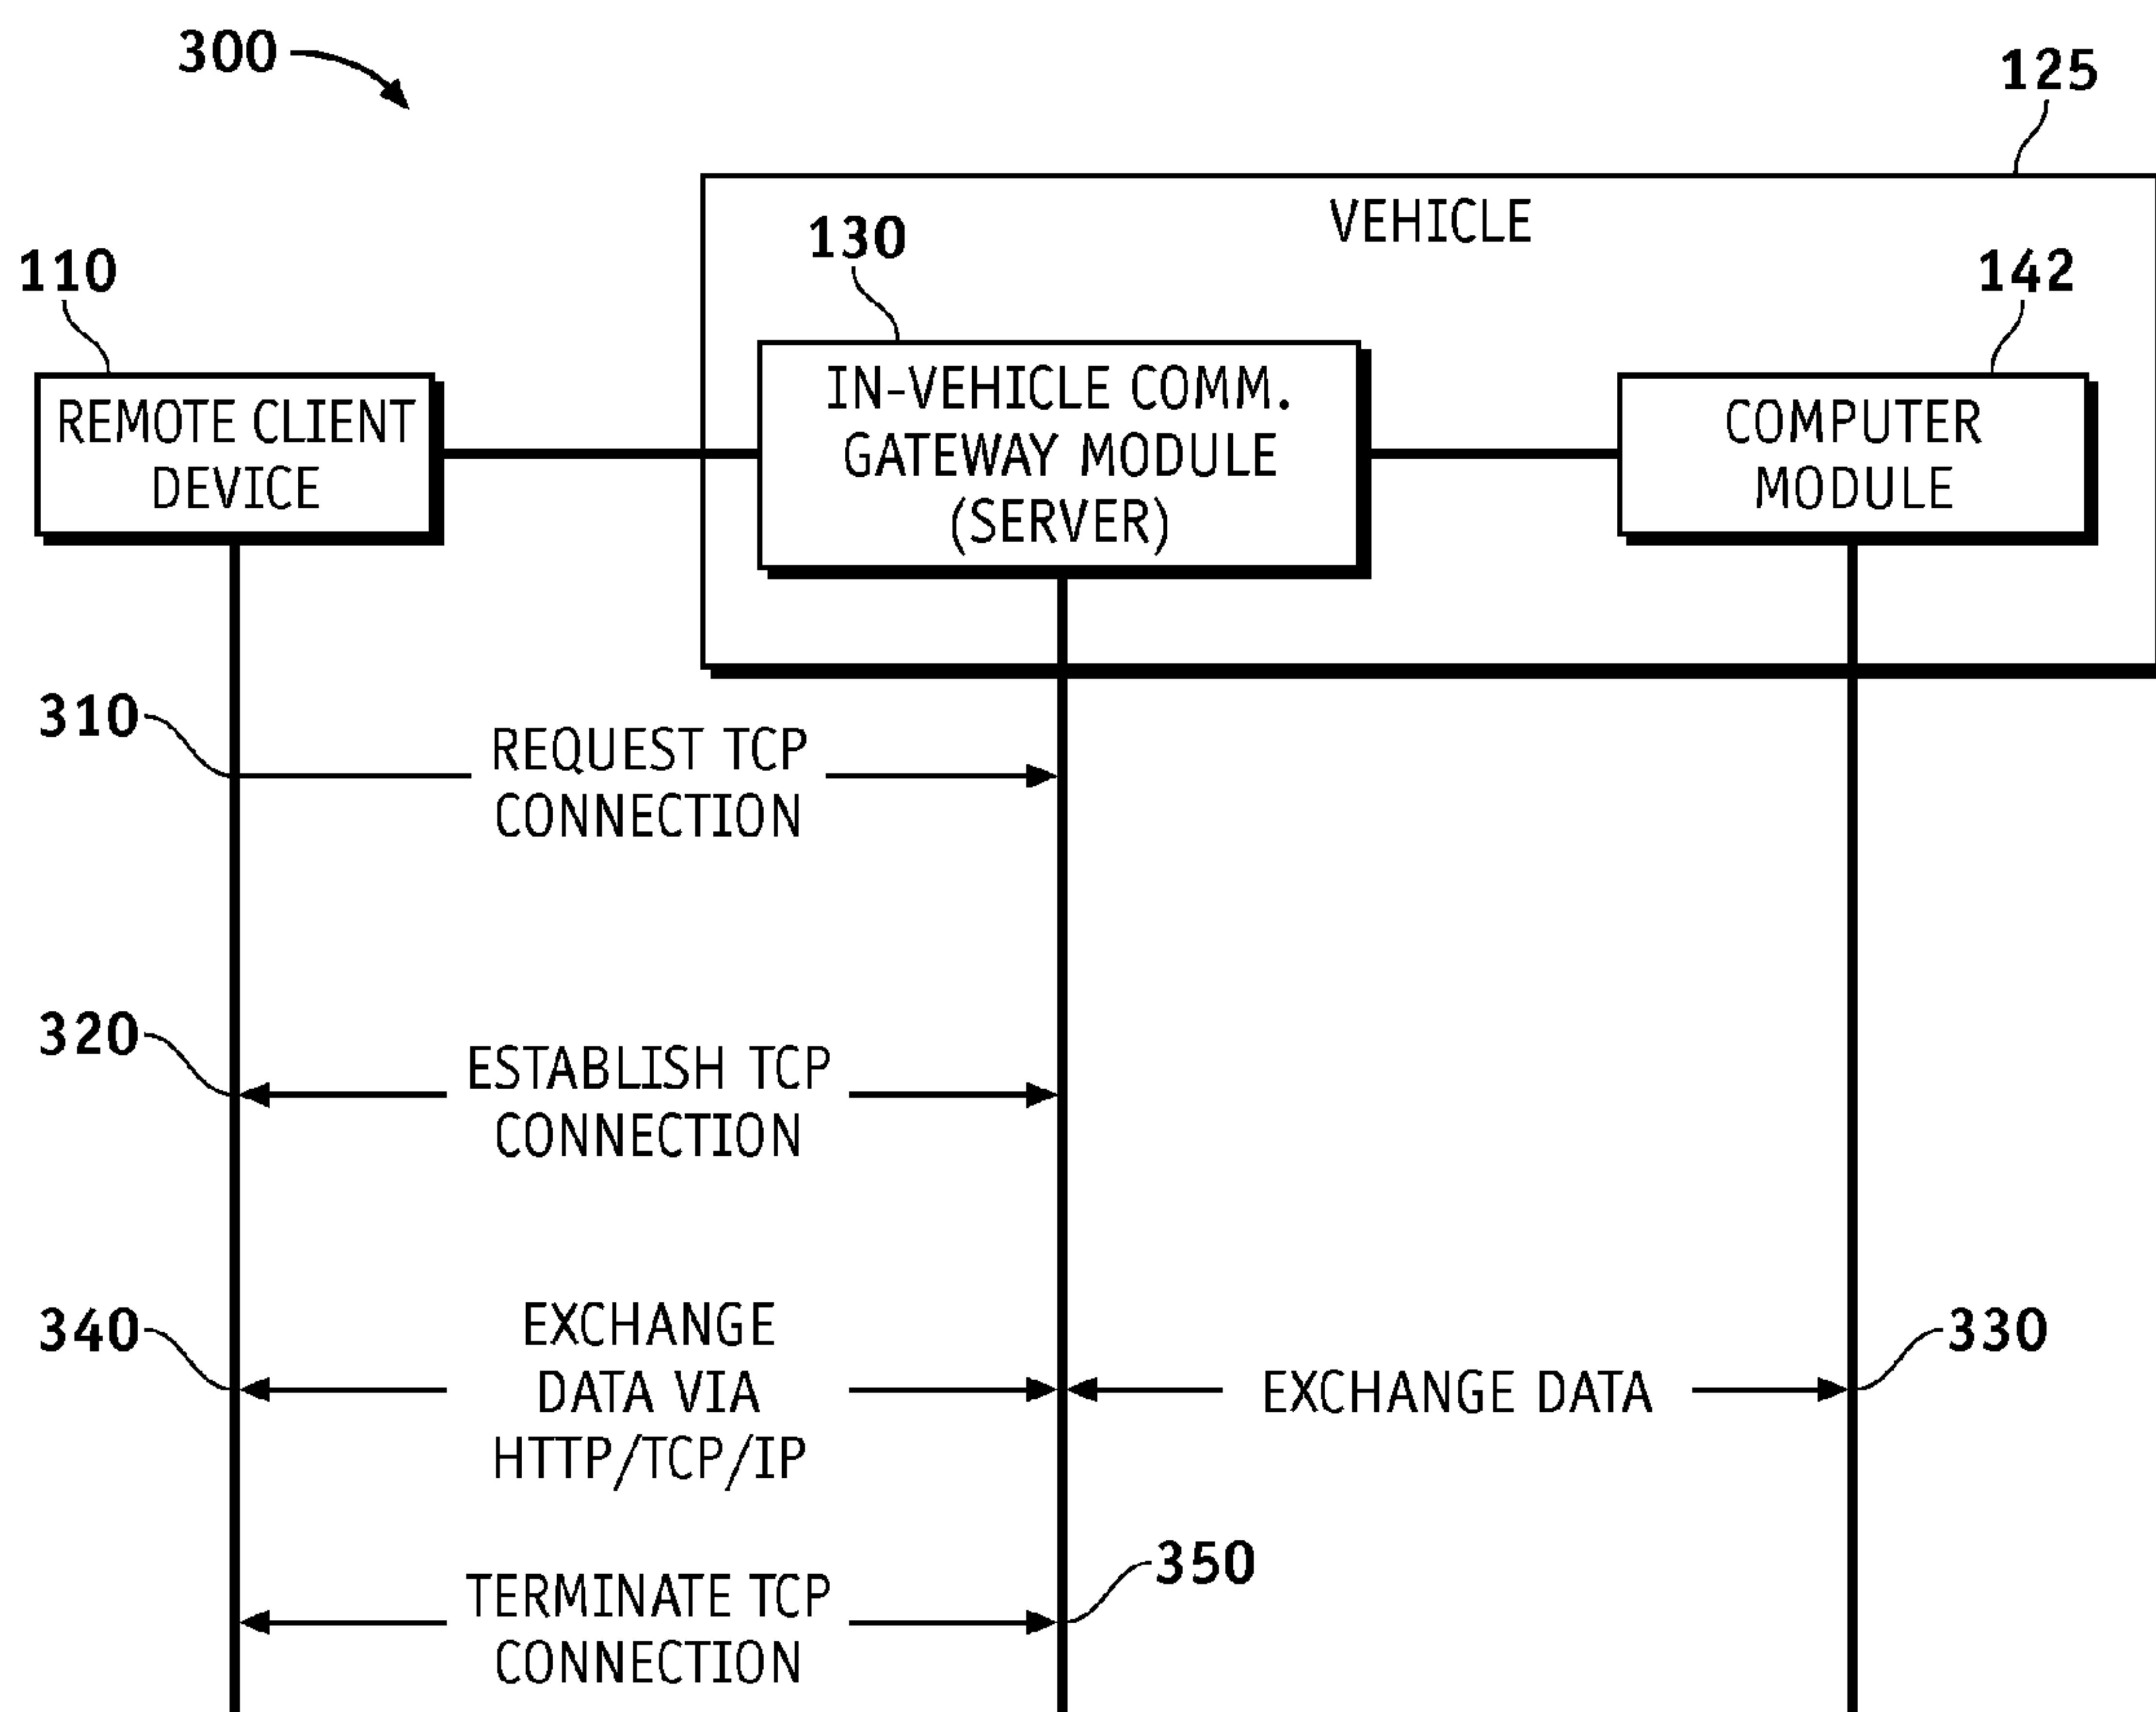 300
125
VEHICLE
130
110
142
REMOTE CLIENT
DEVICE
IN-VEHICLE COMM.
GATEWAY MODULE
(SERVER)
COMPUTER
MODULE
310
REQUEST TCP
CONNECTION
320
ESTABLISH TCP
CONNECTION
340
EXCHANGE
DATA VIA
HTTP/TCP/IP
EXCHANGE DATA
330
350
TERMINATE TCP
CONNECTION